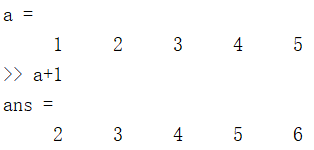 a =
1 2 3 4 5
>> a+1
ans =
2 3 4 5 6